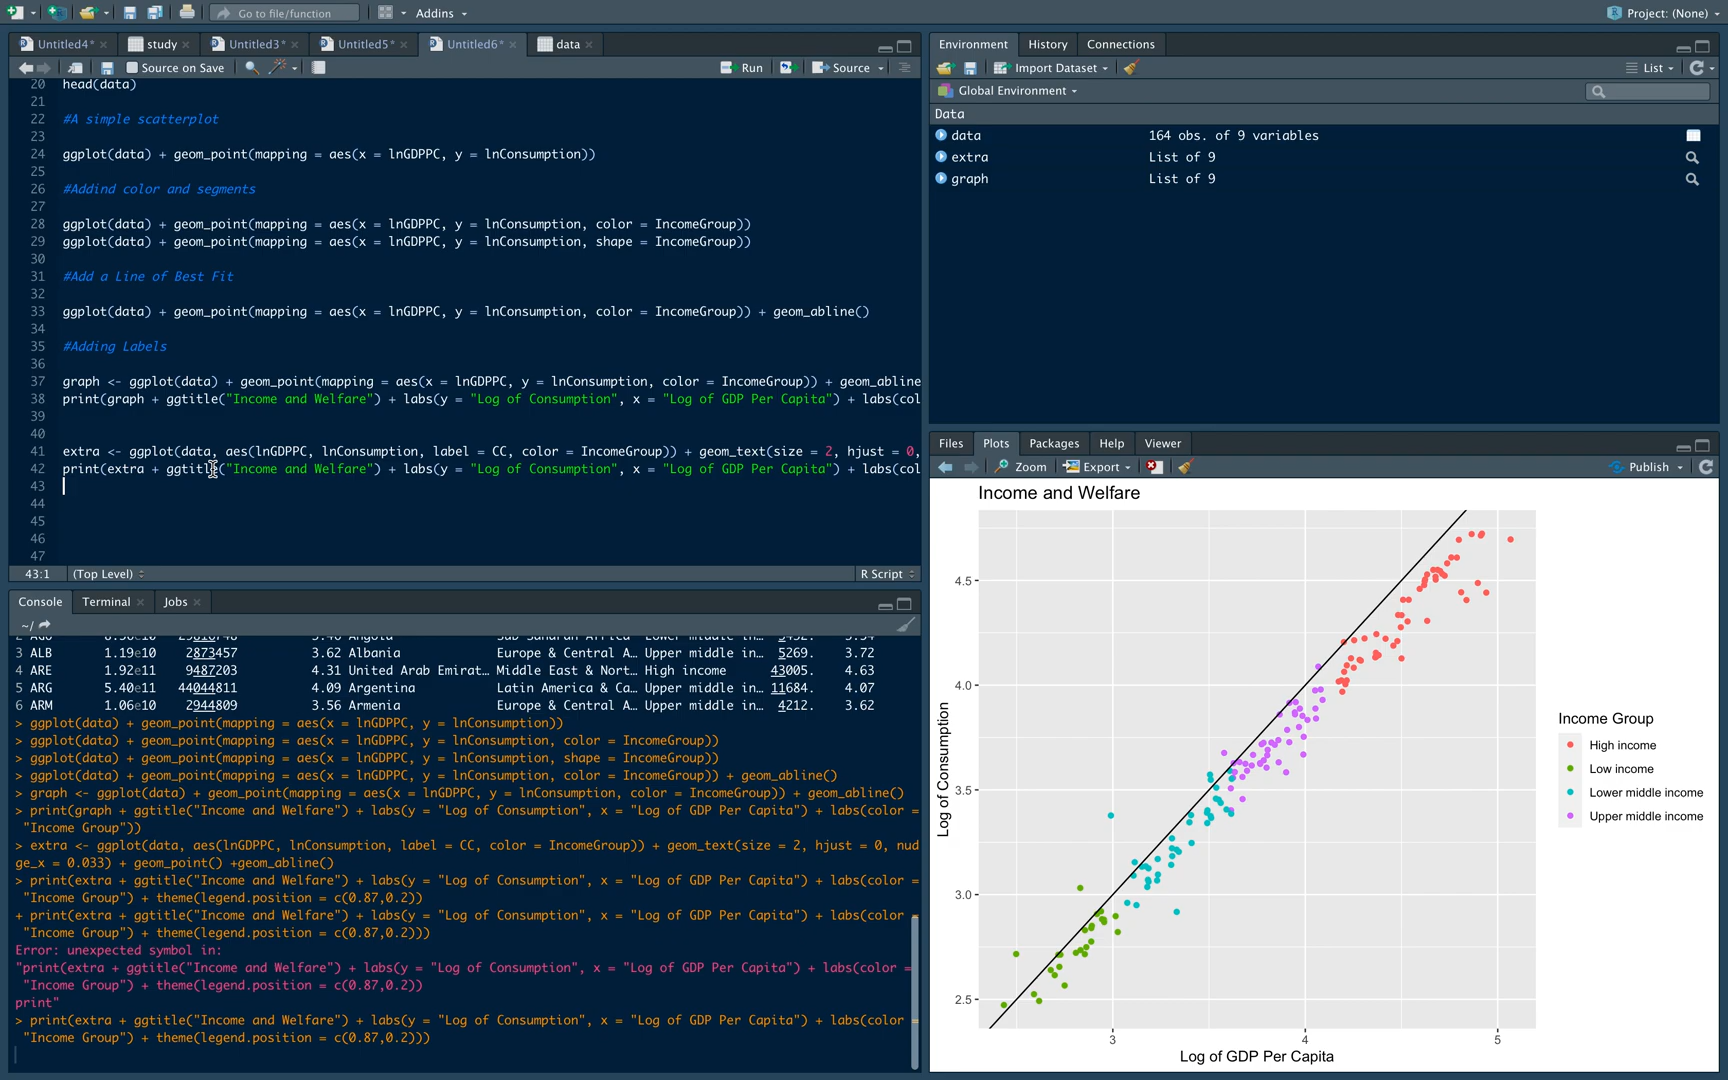 Go to file/function
Addins
Project: (None)
Untitled4*
study
Untitled3*
Untitled5*
Untitled6*
data
Source on Save
Run
Source
20 head(data)
21
22 #A simple scatterplot
23
24 ggplot(data) + geom_point(mapping = aes(x = lnGDPPC, y = lnConsumption))
25
26 #Addind color and segments
27
28 ggplot(data) + geom_point(mapping = aes(x = lnGDPPC, y = lnConsumption, color = IncomeGroup))
29 ggplot(data) + geom_point(mapping = aes(x = lnGDPPC, y = lnConsumption, shape = IncomeGroup))
30
31 #Add a Line of Best Fit
32
33 ggplot(data) + geom_point(mapping = aes(x = lnGDPPC, y = lnConsumption, color = IncomeGroup)) + geom_abline()
34
35 #Adding Labels
36
37 graph <- ggplot(data) + geom_point(mapping = aes(x = lnGDPPC, y = lnConsumption, color = IncomeGroup)) + geom_abline
38 print(graph + ggtitle("Income and Welfare") + labs(y = "Log of Consumption", x = "Log of GDP Per Capita") + labs(col
39
40
41 extra <- ggplot(data, aes(lnGDPPC, lnConsumption, label = CC, color = IncomeGroup)) + geom_text(size = 2, hjust = 0,
42 print(extra + ggtitle("Income and Welfare") + labs(y = "Log of Consumption", x = "Log of GDP Per Capita") + labs(col
43
44
45
46
47
43:1 (Top Level) R Script
Console Terminal Jobs
~/
2 AGO 8.98e10 29816748 3.46 Angola Sub-Saharan Africa Lower middle in… 3432. 3.54
3 ALB 1.19e10 2873457 3.62 Albania Europe & Central A… Upper middle in… 5269. 3.72
4 ARE 1.92e11 9487203 4.31 United Arab Emirat… Middle East & Nort… High income 43005. 4.63
5 ARG 5.40e11 44044811 4.09 Argentina Latin America & Ca… Upper middle in… 11684. 4.07
6 ARM 1.06e10 2944809 3.56 Armenia Europe & Central A… Upper middle in… 4212. 3.62
> ggplot(data) + geom_point(mapping = aes(x = lnGDPPC, y = lnConsumption))
> ggplot(data) + geom_point(mapping = aes(x = lnGDPPC, y = lnConsumption, color = IncomeGroup))
> ggplot(data) + geom_point(mapping = aes(x = lnGDPPC, y = lnConsumption, shape = IncomeGroup))
> ggplot(data) + geom_point(mapping = aes(x = lnGDPPC, y = lnConsumption, color = IncomeGroup)) + geom_abline()
> graph <- ggplot(data) + geom_point(mapping = aes(x = lnGDPPC, y = lnConsumption, color = IncomeGroup)) + geom_abline()
> print(graph + ggtitle("Income and Welfare") + labs(y = "Log of Consumption", x = "Log of GDP Per Capita") + labs(color =
"Income Group"))
> extra <- ggplot(data, aes(lnGDPPC, lnConsumption, label = CC, color = IncomeGroup)) + geom_text(size = 2, hjust = 0, nud
ge_x = 0.033) + geom_point() +geom_abline()
> print(extra + ggtitle("Income and Welfare") + labs(y = "Log of Consumption", x = "Log of GDP Per Capita") + labs(color =
"Income Group") + theme(legend.position = c(0.87,0.2))
+ print(extra + ggtitle("Income and Welfare") + labs(y = "Log of Consumption", x = "Log of GDP Per Capita") + labs(color =
"Income Group") + theme(legend.position = c(0.87,0.2)))
Error: unexpected symbol in:
"print(extra + ggtitle("Income and Welfare") + labs(y = "Log of Consumption", x = "Log of GDP Per Capita") + labs(color =
"Income Group") + theme(legend.position = c(0.87,0.2))
print"
> print(extra + ggtitle("Income and Welfare") + labs(y = "Log of Consumption", x = "Log of GDP Per Capita") + labs(color =
"Income Group") + theme(legend.position = c(0.87,0.2)))
Environment History Connections
Import Dataset
List
Global Environment
Data
data 164 obs. of 9 variables
extra List of 9
graph List of 9
Files Plots Packages Help Viewer
Zoom Export Publish
Income and Welfare
4.5
4.0
3.5
3.0
2.5
Log of Consumption
3 4 5
Log of GDP Per Capita
Income Group
High income
Low income
Lower middle income
Upper middle income